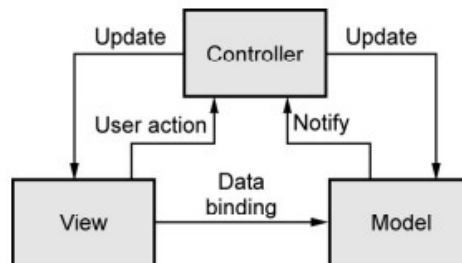 Update
Controller
Update
User action
Notify
View
Data
binding
Model